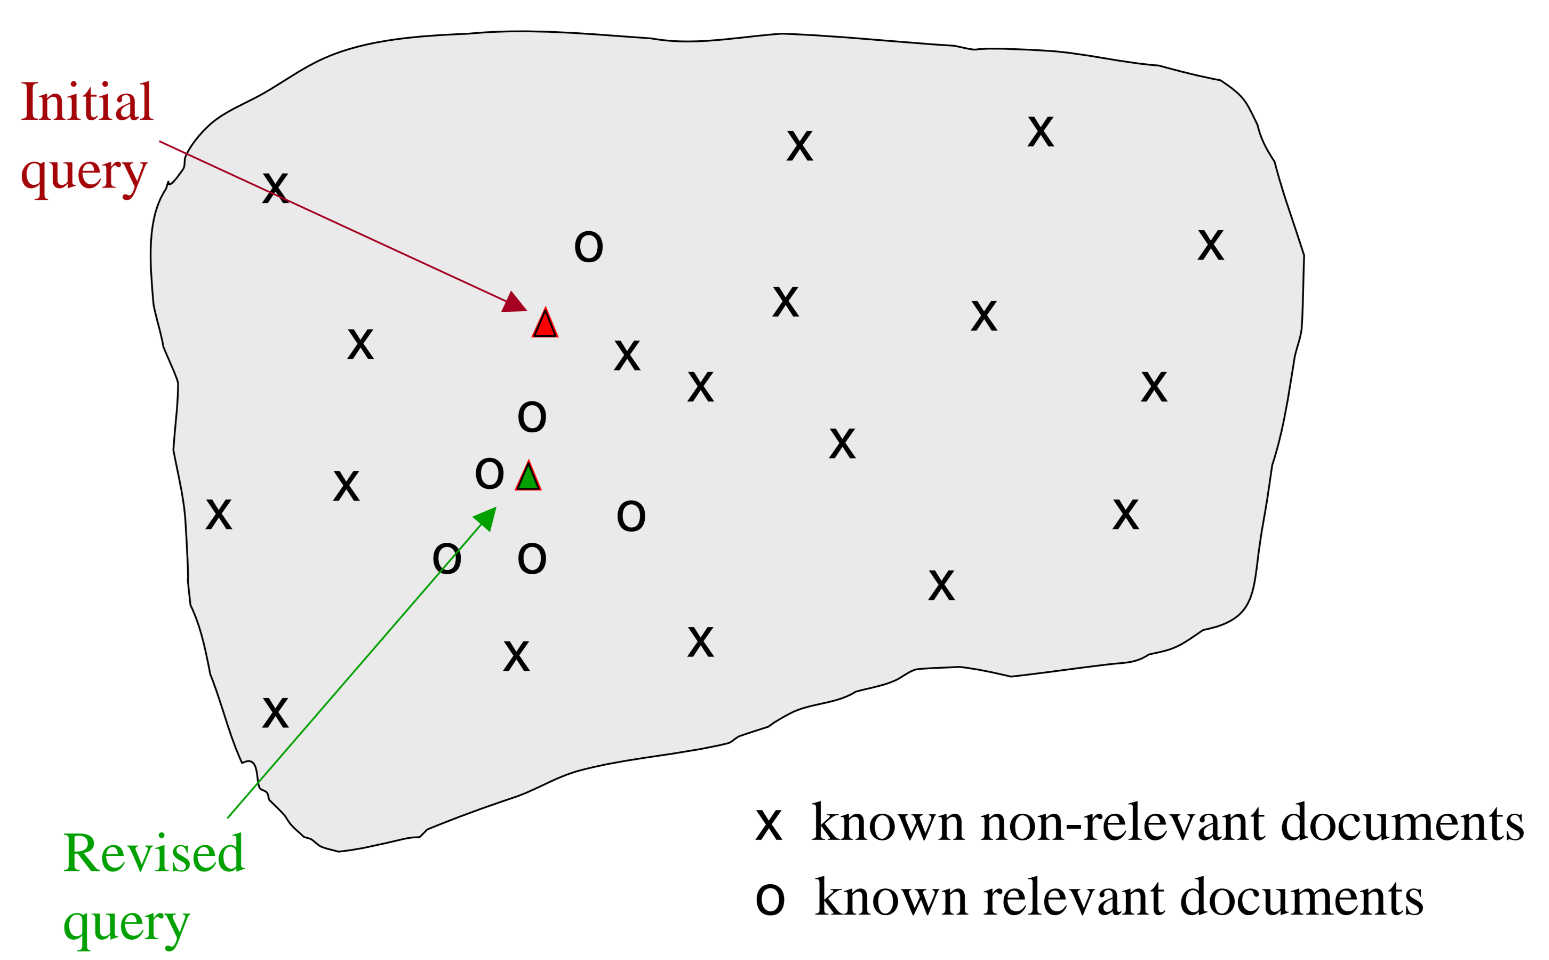 Initial
query
x
x
x
o
x
x
x
x
x
x
x
o
x
o
x
x
o
x
o
o
x
x
x
x
x
Revised
query
x known non-relevant documents
o known relevant documents